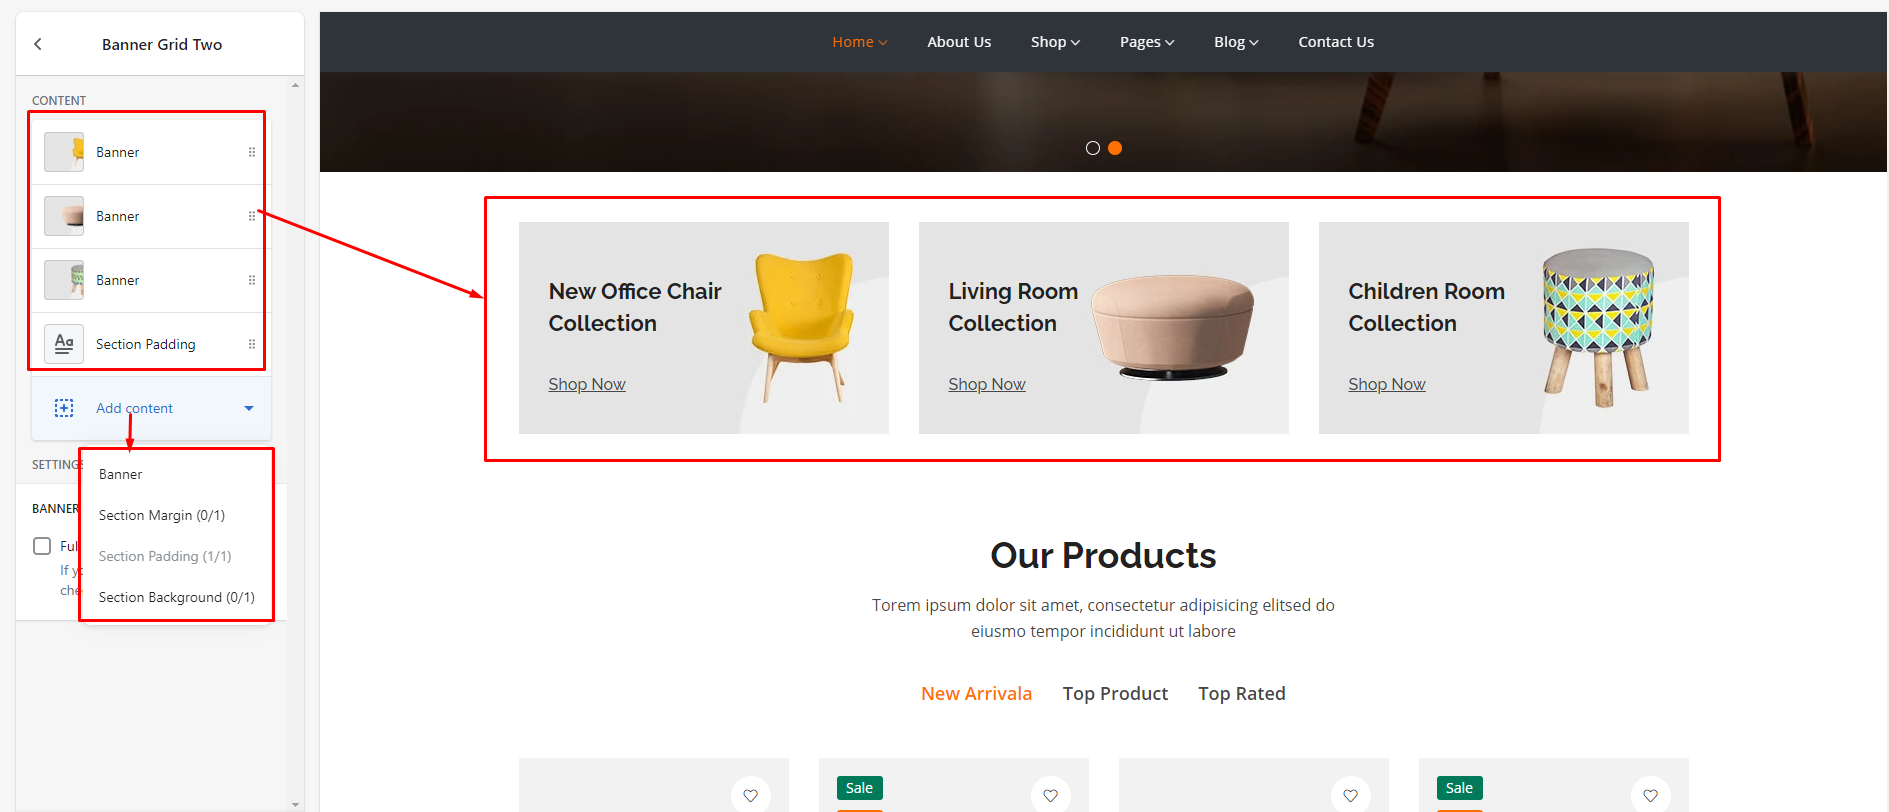 Banner Grid Two
CONTENT
Banner
Banner
Banner
Aa
Section Padding
Add content
SETTING
Banner
Section Margin (0/1)
Section Padding (1/1)
Section Background (0/1)
BANNER
Ful
If
che
Home
About Us
Shop
Pages
Blog
Contact Us
New Office Chair
Collection
Shop Now
Living Room
Collection
Shop Now
Children Room
Collection
Shop Now
Our Products
Torem ipsum dolor sit amet, consectetur adipisicing elitsed do
eiusmo tempor incididunt ut labore
New Arrivala
Top Product
Top Rated
Sale
Sale